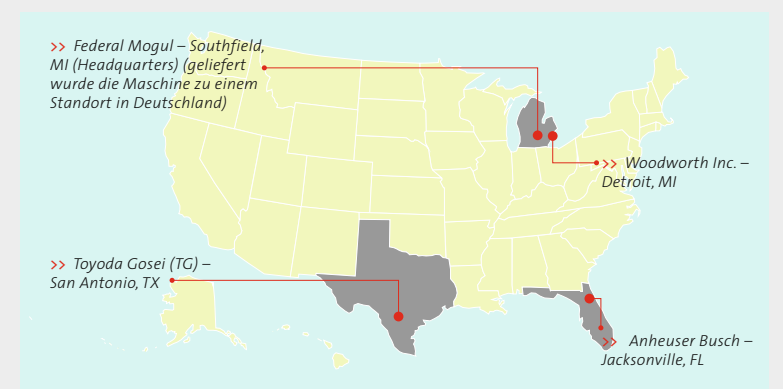 >> Federal Mogul – Southfield,
MI (Headquarters) (geliefert
wurde die Maschine zu einem
Standort in Deutschland)
>> Woodworth Inc. –
Detroit, MI
>> Toyoda Gosei (TG) –
San Antonio, TX
>> Anheuser Busch –
Jacksonville, FL